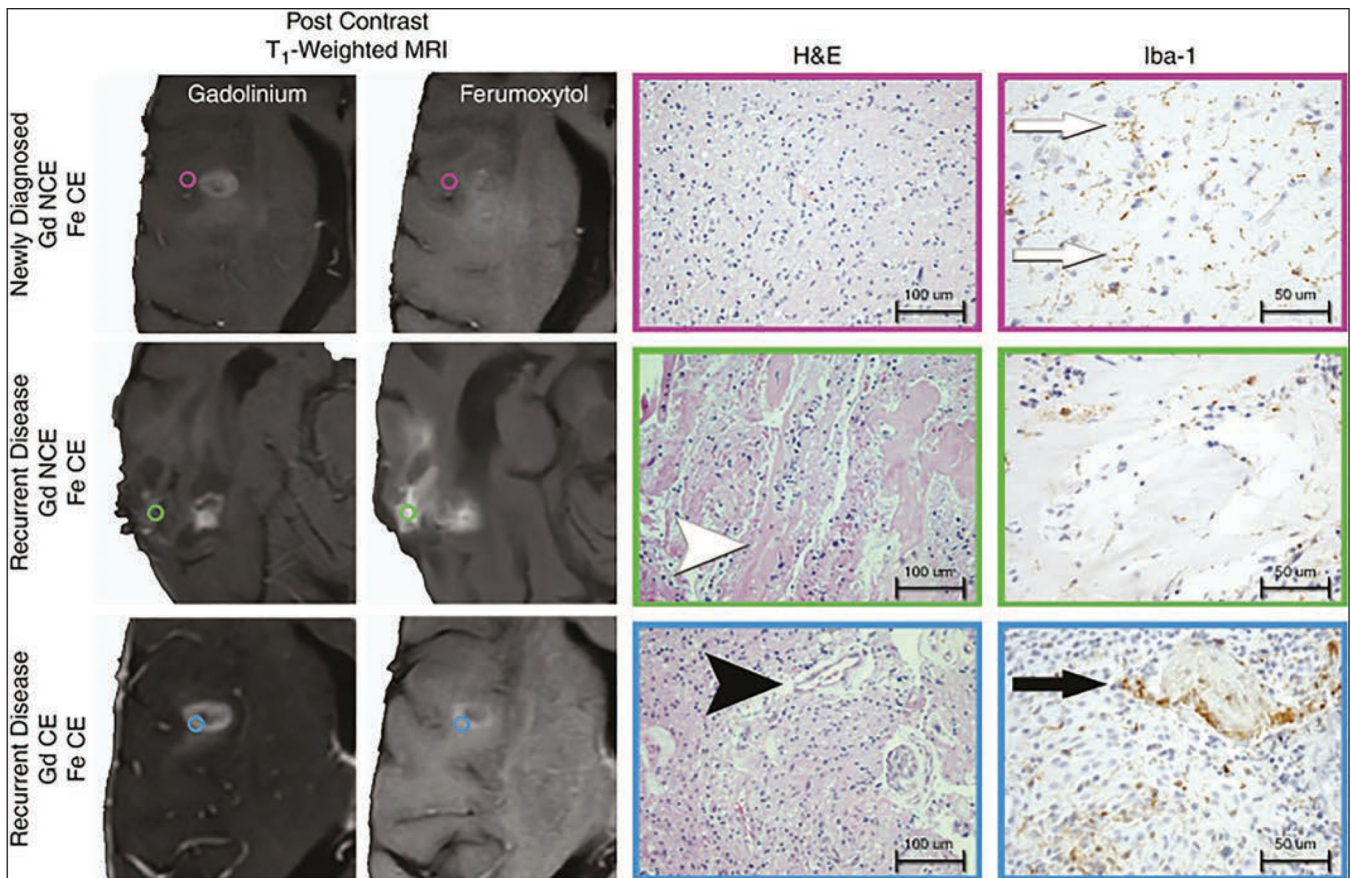 Post Contrast
T₁-Weighted MRI
H&E
Iba-1
Gadolinium
Ferumoxytol
Newly Diagnosed
Gd NCE
Fe CE
100 um
50 um
Recurrent Disease
Gd NCE
Fe CE
100 um
50 um
Recurrent Disease
Gd CE
Fe CE
100 um
50 um